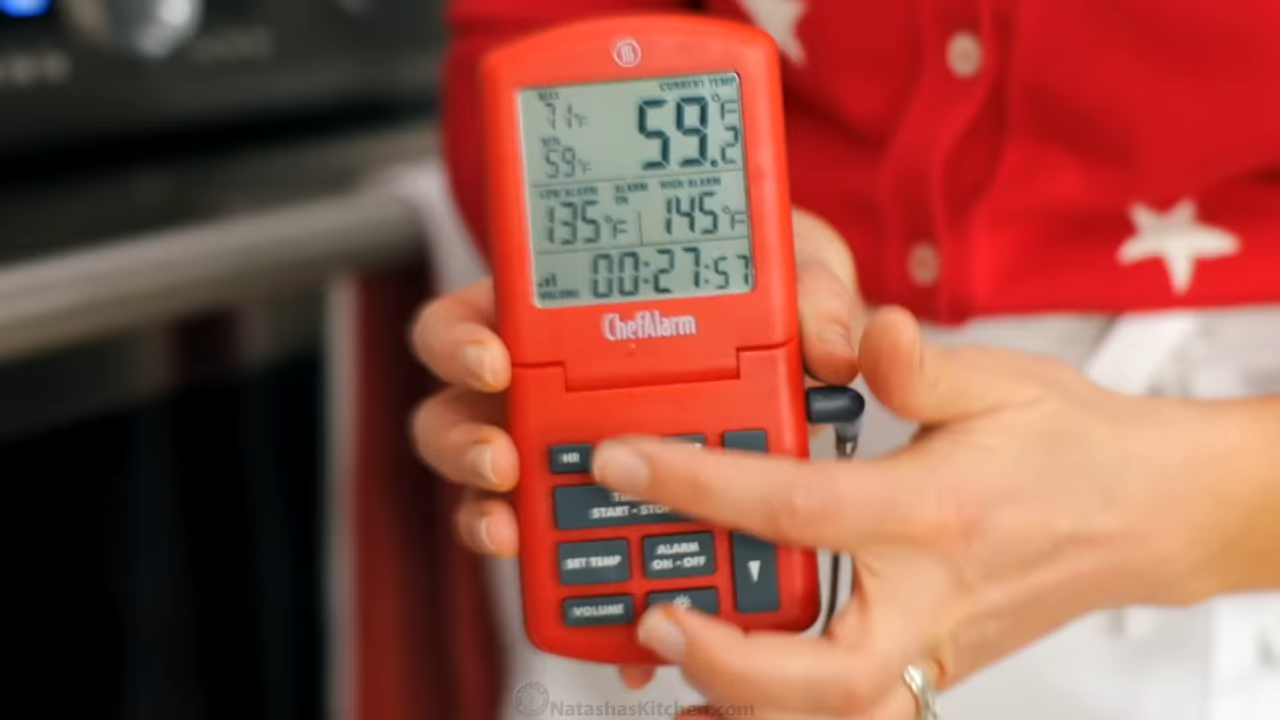 MAX
CURRENT TEMP
71°F
59.2°F
MIN
59°F
LOW ALARM
ALARM ON
HIGH ALARM
135°F
145°F
VOLUME
00:27:57
ChefAlarm
HR
START - STOP
SET TEMP
ALARM
ON - OFF
VOLUME
NatashasKitchen.com